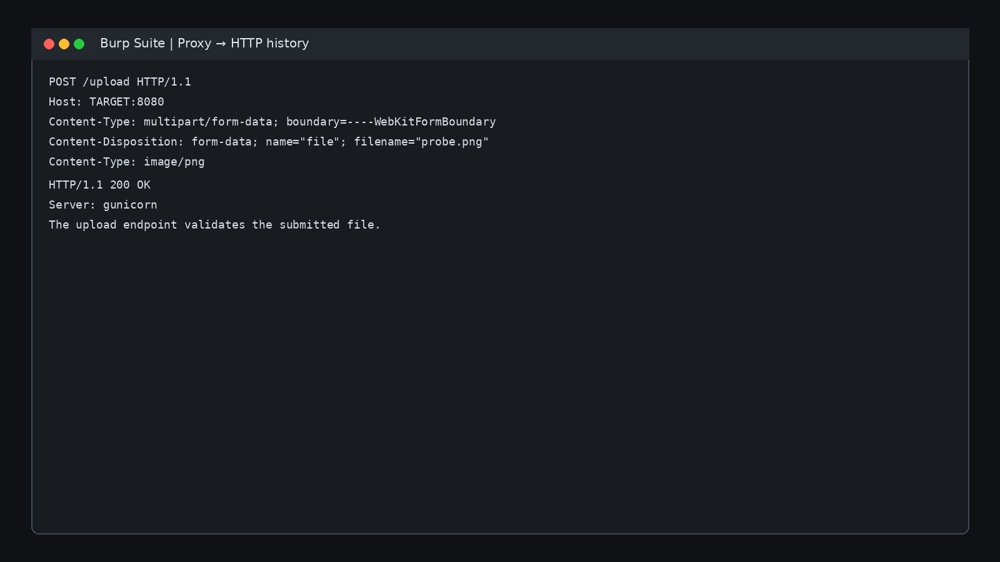 Burp Suite | Proxy → HTTP history
POST /upload HTTP/1.1
Host: TARGET:8080
Content-Type: multipart/form-data; boundary=----WebKitFormBoundary
Content-Disposition: form-data; name="file"; filename="probe.png"
Content-Type: image/png
HTTP/1.1 200 OK
Server: gunicorn
The upload endpoint validates the submitted file.